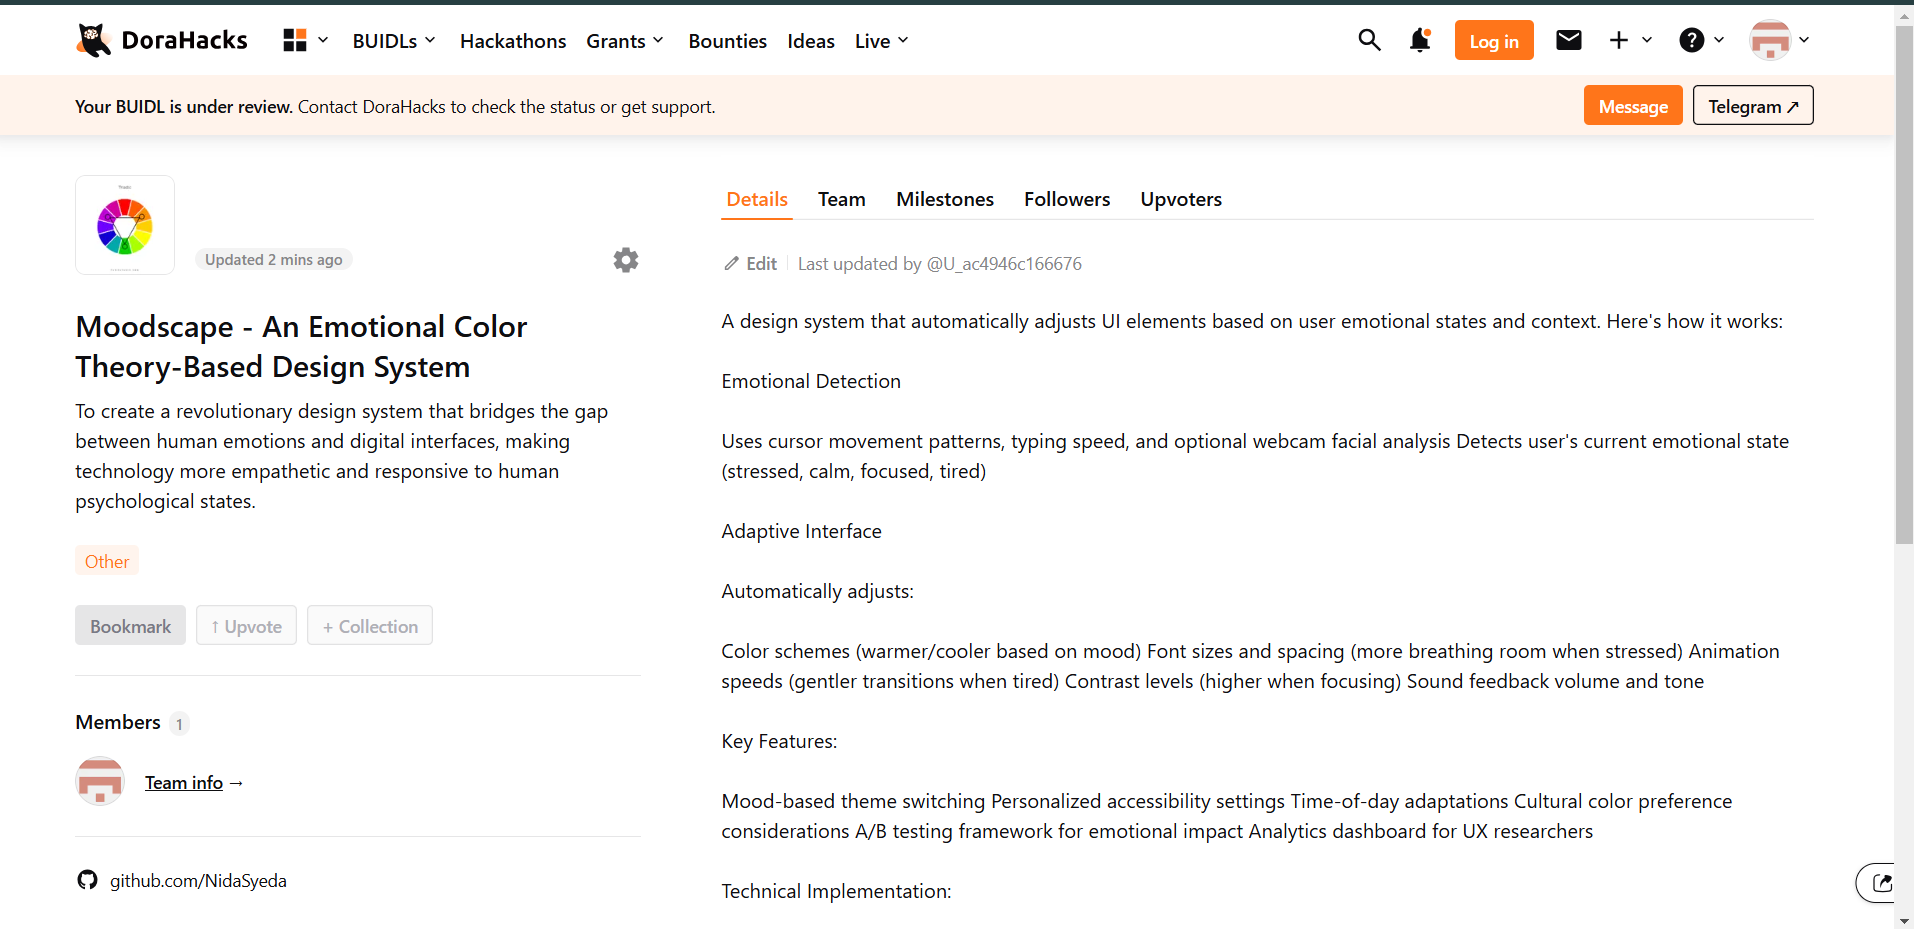 DoraHacks
BUIDLs
Hackathons
Grants
Bounties
Ideas
Live
Log in
Your BUIDL is under review. Contact DoraHacks to check the status or get support.
Message
Telegram ↗
Updated 2 mins ago
Moodscape - An Emotional Color
Theory-Based Design System
To create a revolutionary design system that bridges the gap
between human emotions and digital interfaces, making
technology more empathetic and responsive to human
psychological states.
Other
Bookmark
↑ Upvote
+ Collection
Members 1
Team info →
github.com/NidaSyeda
Details
Team
Milestones
Followers
Upvoters
Edit
Last updated by @U_ac4946c166676
A design system that automatically adjusts UI elements based on user emotional states and context. Here's how it works:
Emotional Detection
Uses cursor movement patterns, typing speed, and optional webcam facial analysis Detects user's current emotional state
(stressed, calm, focused, tired)
Adaptive Interface
Automatically adjusts:
Color schemes (warmer/cooler based on mood) Font sizes and spacing (more breathing room when stressed) Animation
speeds (gentler transitions when tired) Contrast levels (higher when focusing) Sound feedback volume and tone
Key Features:
Mood-based theme switching Personalized accessibility settings Time-of-day adaptations Cultural color preference
considerations A/B testing framework for emotional impact Analytics dashboard for UX researchers
Technical Implementation: